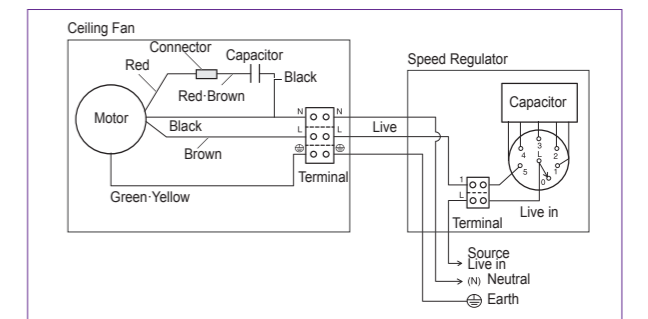 Ceiling Fan
Connector
Capacitor
Red
Black
Red·Brown
Motor
N
N
Black
L
L
Live
Brown
Terminal
Green·Yellow
Speed Regulator
Capacitor
3
4
L
2
5
1
0
1
L
Live in
Terminal
Source
Live in
(N) Neutral
Earth